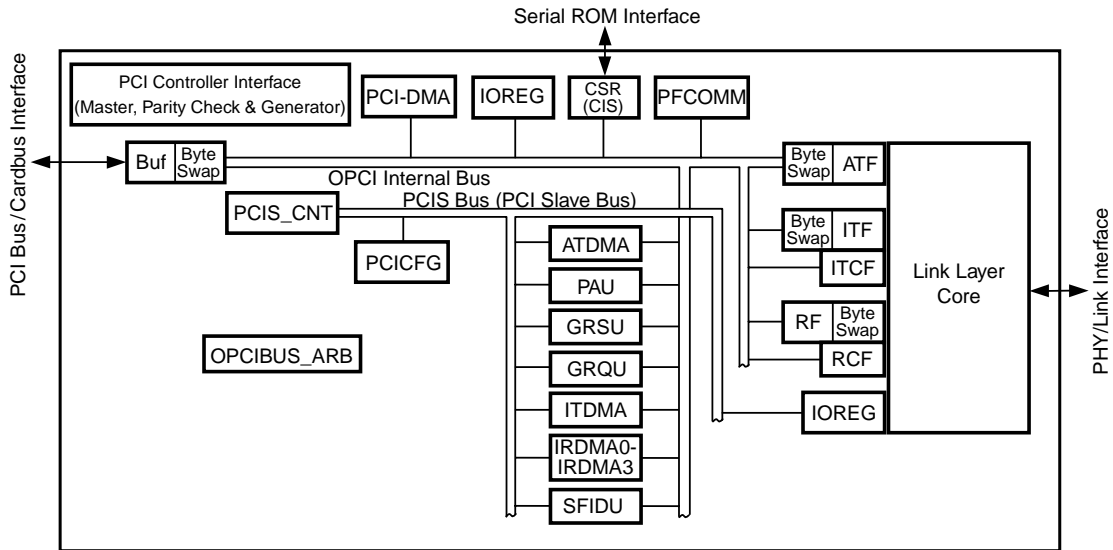 Serial ROM Interface
PCI Bus/Cardbus Interface
PCI Controller Interface
(Master, Parity Check & Generator)
PCI-DMA
IOREG
CSR
(CIS)
PFCOMM
Buf
Byte
Swap
OPCI Internal Bus
PCIS Bus (PCI Slave Bus)
PCIS_CNT
PCICFG
OPCIBUS_ARB
ATDMA
PAU
GRSU
GRQU
ITDMA
IRDMA0-
IRDMA3
SFIDU
Byte
Swap
ATF
Byte
Swap
ITF
ITCF
RF
Byte
Swap
RCF
IOREG
Link Layer
Core
PHY/Link Interface